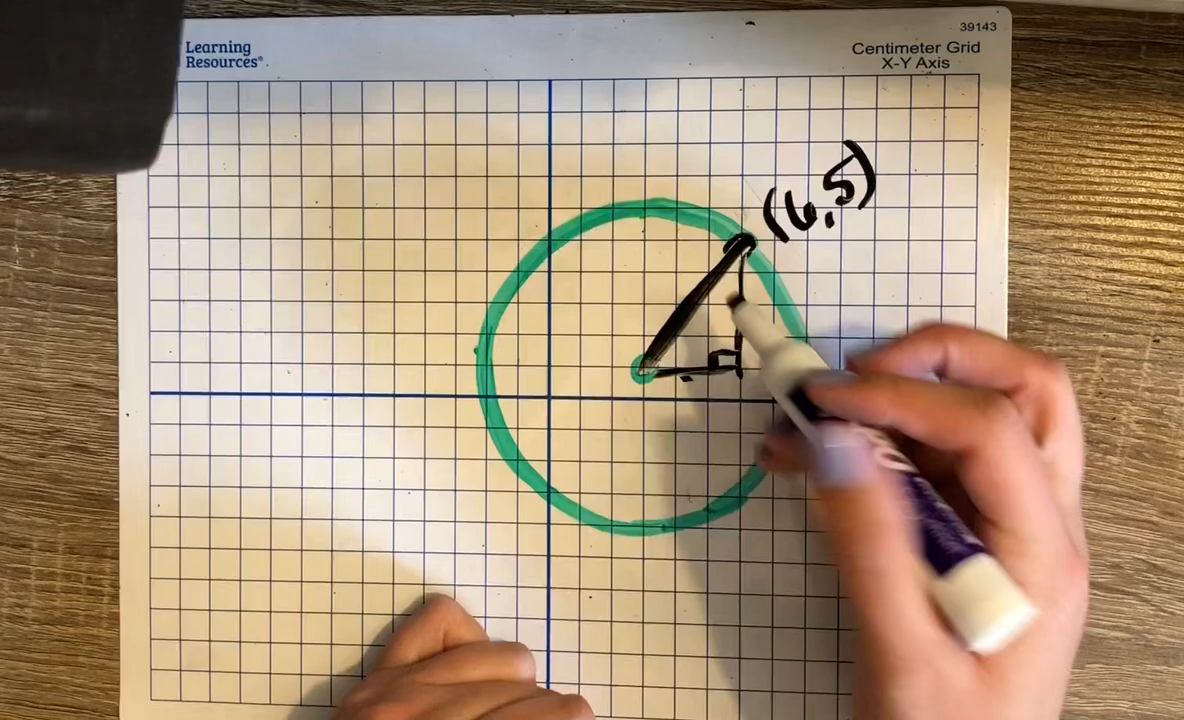 Learning
Resources®
39143
Centimeter Grid
X-Y Axis
(6,5)